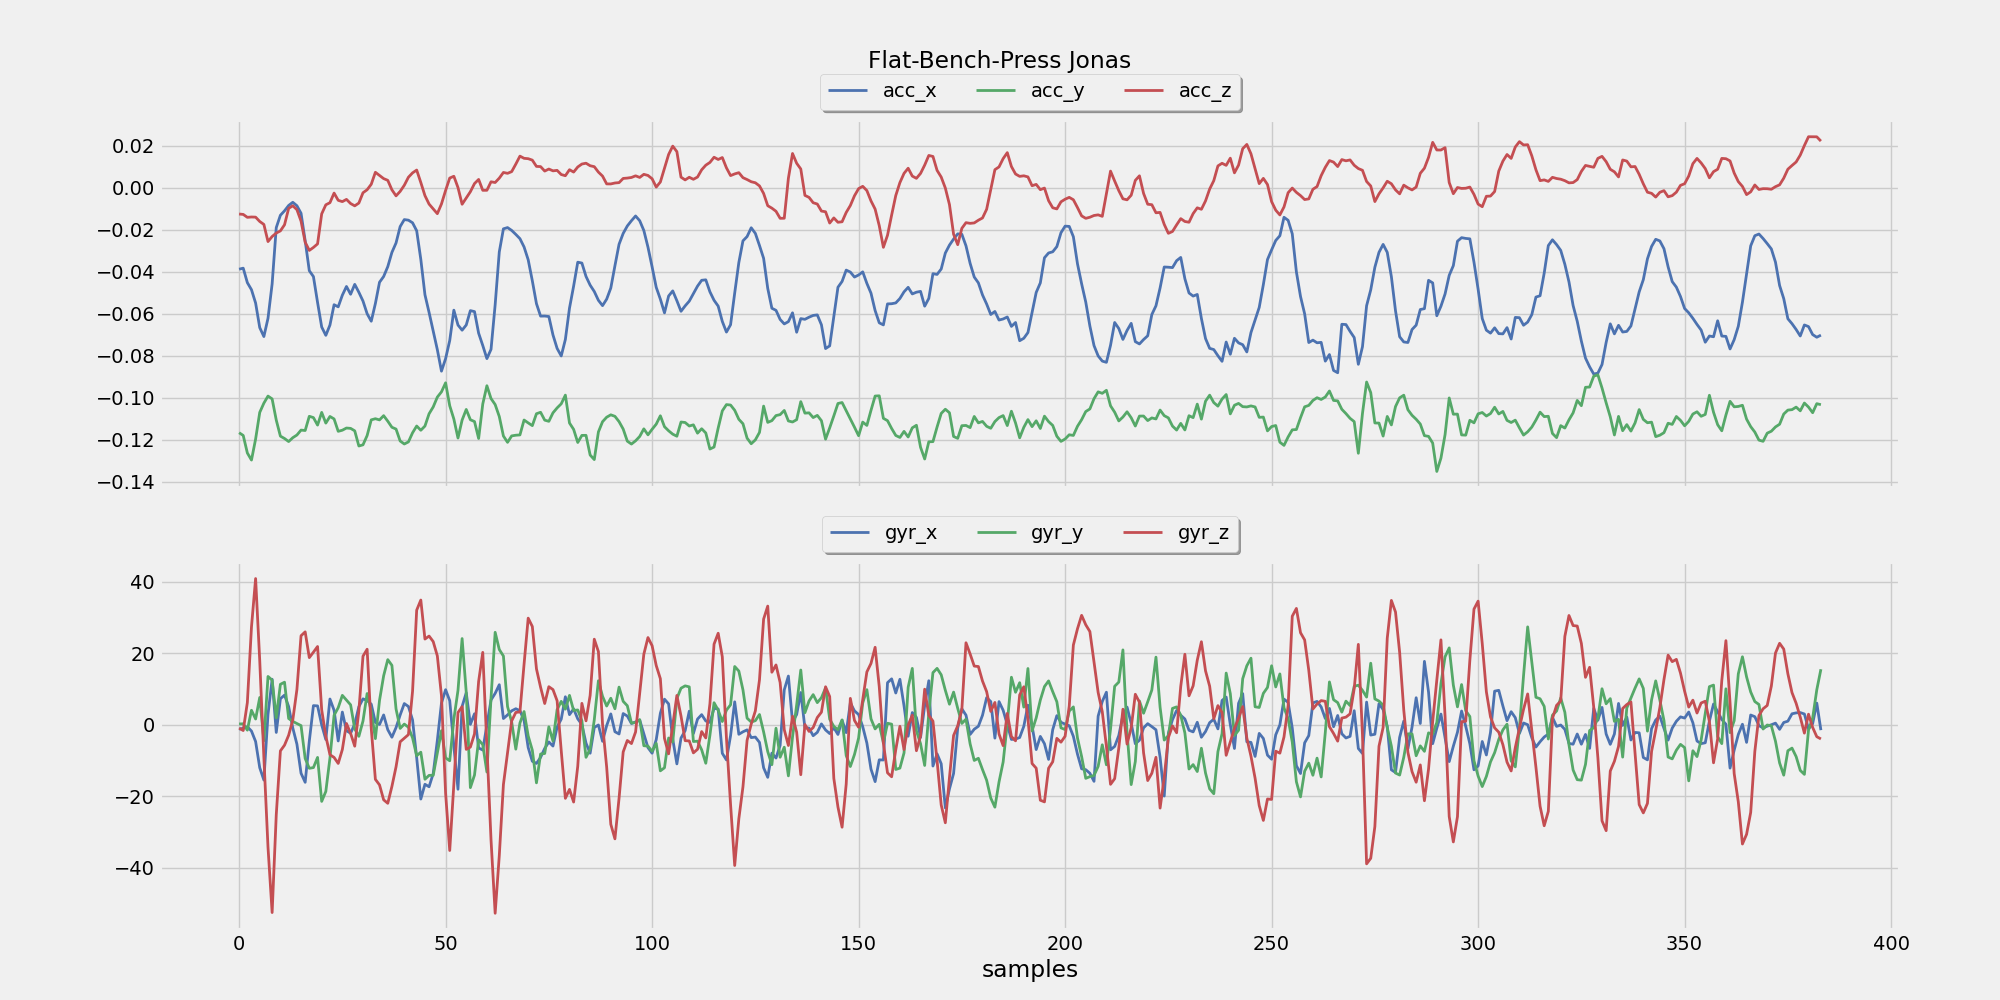 Flat-Bench-Press Jonas
acc_x acc_y acc_z
0.02
0.00
−0.02
−0.04
−0.06
−0.08
−0.10
−0.12
−0.14
gyr_x gyr_y gyr_z
40
20
0
−20
−40
0 50 100 150 200 250 300 350 400
samples